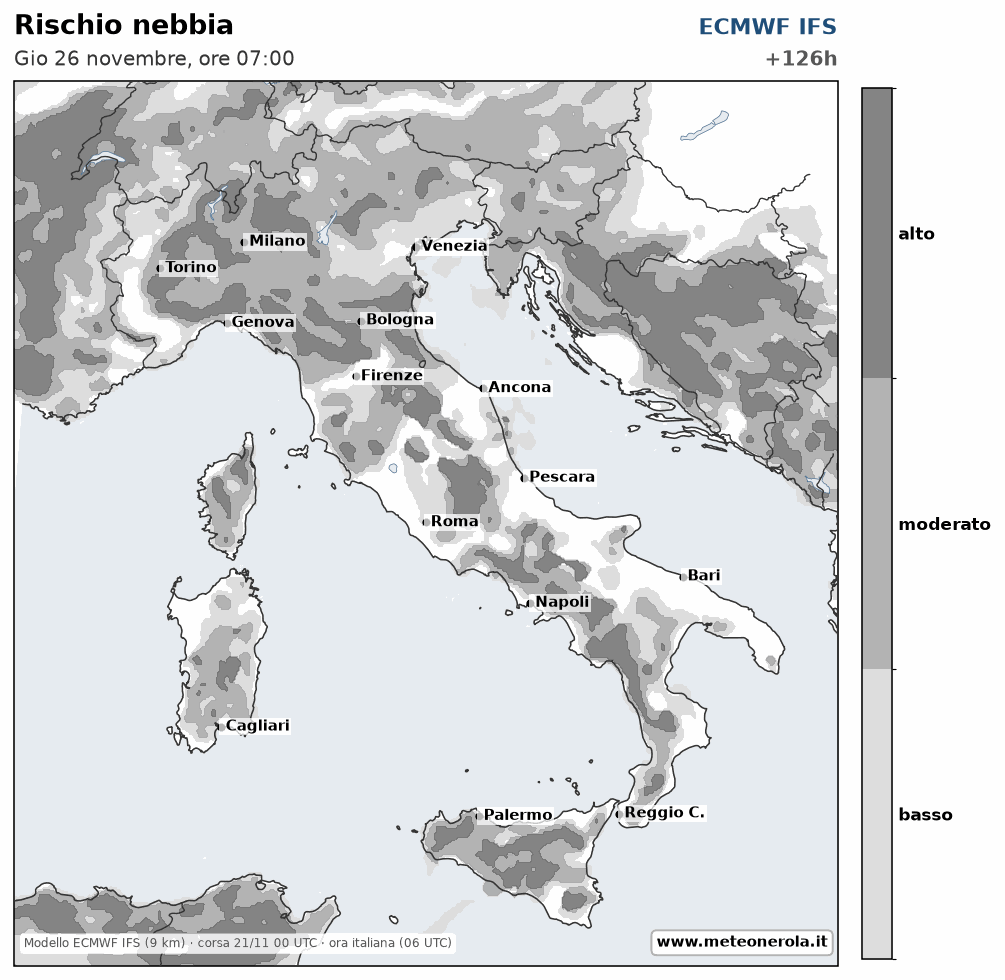 Rischio nebbia
ECMWF IFS
Gio 26 novembre, ore 07:00
+126h
alto
moderato
basso
Milano
Venezia
Torino
Genova
Bologna
Firenze
Ancona
Pescara
Roma
Bari
Napoli
Cagliari
Palermo
Reggio C.
Modello ECMWF IFS (9 km) · corsa 21/11 00 UTC · ora italiana (06 UTC)
www.meteonerola.it